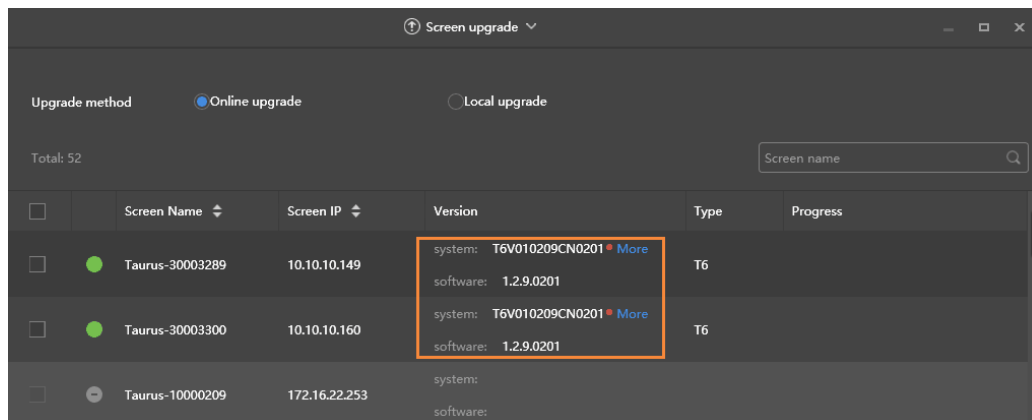 Screen upgrade
Upgrade method Online upgrade Local upgrade
Total: 52 Screen name
Screen Name Screen IP Version Type Progress
system: T6V010209CN0201 More
Taurus-30003289 10.10.10.149 T6
software: 1.2.9.0201
system: T6V010209CN0201 More
Taurus-30003300 10.10.10.160 T6
software: 1.2.9.0201
system:
Taurus-10000209 172.16.22.253
software: